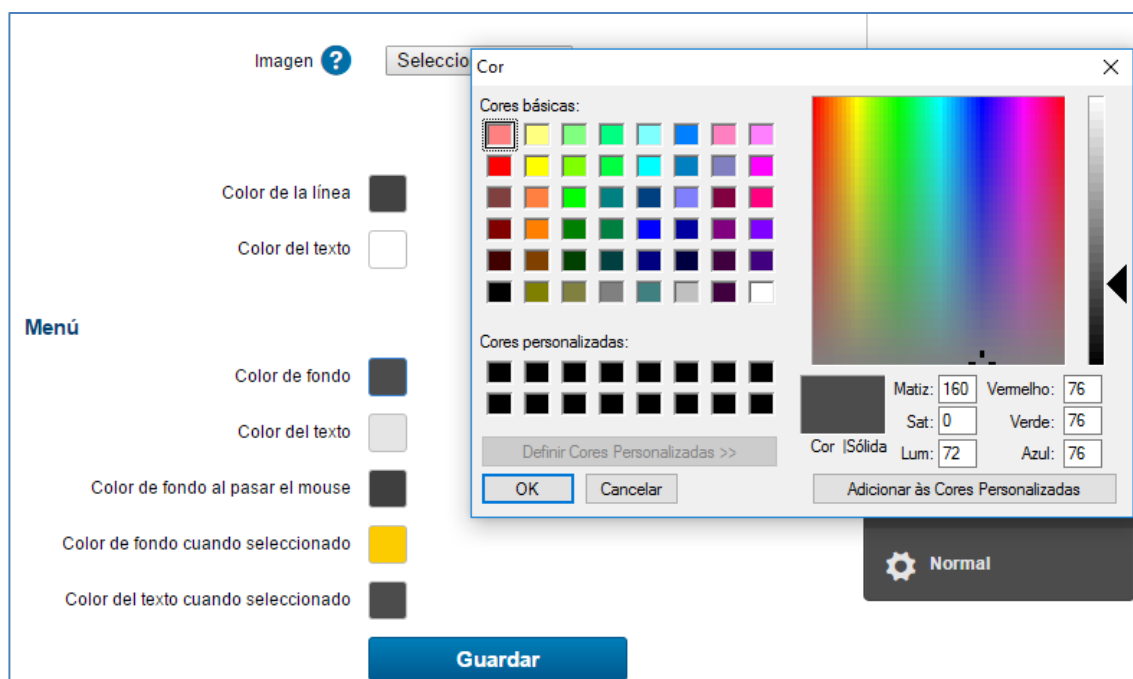 Imagen ?
Seleccio
Color de la línea
Color del texto
Menú
Color de fondo
Color del texto
Color de fondo al pasar el mouse
Color de fondo cuando seleccionado
Color del texto cuando seleccionado
Guardar
Cor
Cores básicas:
Cores personalizadas:
Definir Cores Personalizadas >>
OK Cancelar
Cor |Sólida
Matiz: 160 Vermelho: 76
Sat: 0 Verde: 76
Lum: 72 Azul: 76
Adicionar às Cores Personalizadas
Normal